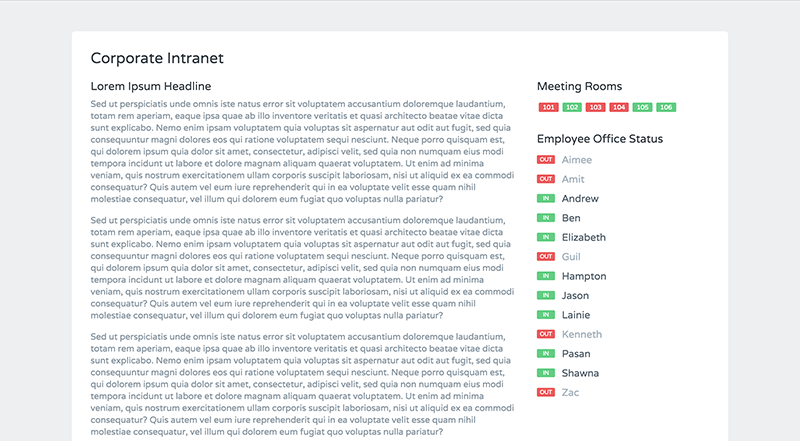 Corporate Intranet
Lorem Ipsum Headline
Sed ut perspiciatis unde omnis iste natus error sit voluptatem accusantium doloremque laudantium,
totam rem aperiam, eaque ipsa quae ab illo inventore veritatis et quasi architecto beatae vitae dicta
sunt explicabo. Nemo enim ipsam voluptatem quia voluptas sit aspernatur aut odit aut fugit, sed quia
consequuntur magni dolores eos qui ratione voluptatem sequi nesciunt. Neque porro quisquam est,
qui dolorem ipsum quia dolor sit amet, consectetur, adipisci velit, sed quia non numquam eius modi
tempora incidunt ut labore et dolore magnam aliquam quaerat voluptatem. Ut enim ad minima
veniam, quis nostrum exercitationem ullam corporis suscipit laboriosam, nisi ut aliquid ex ea commodi
consequatur? Quis autem vel eum iure reprehenderit qui in ea voluptate velit esse quam nihil
molestiae consequatur, vel illum qui dolorem eum fugiat quo voluptas nulla pariatur?
Sed ut perspiciatis unde omnis iste natus error sit voluptatem accusantium doloremque laudantium,
totam rem aperiam, eaque ipsa quae ab illo inventore veritatis et quasi architecto beatae vitae dicta
sunt explicabo. Nemo enim ipsam voluptatem quia voluptas sit aspernatur aut odit aut fugit, sed quia
consequuntur magni dolores eos qui ratione voluptatem sequi nesciunt. Neque porro quisquam est,
qui dolorem ipsum quia dolor sit amet, consectetur, adipisci velit, sed quia non numquam eius modi
tempora incidunt ut labore et dolore magnam aliquam quaerat voluptatem. Ut enim ad minima
veniam, quis nostrum exercitationem ullam corporis suscipit laboriosam, nisi ut aliquid ex ea commodi
consequatur? Quis autem vel eum iure reprehenderit qui in ea voluptate velit esse quam nihil
molestiae consequatur, vel illum qui dolorem eum fugiat quo voluptas nulla pariatur?
Sed ut perspiciatis unde omnis iste natus error sit voluptatem accusantium doloremque laudantium,
totam rem aperiam, eaque ipsa quae ab illo inventore veritatis et quasi architecto beatae vitae dicta
sunt explicabo. Nemo enim ipsam voluptatem quia voluptas sit aspernatur aut odit aut fugit, sed quia
consequuntur magni dolores eos qui ratione voluptatem sequi nesciunt. Neque porro quisquam est,
qui dolorem ipsum quia dolor sit amet, consectetur, adipisci velit, sed quia non numquam eius modi
tempora incidunt ut labore et dolore magnam aliquam quaerat voluptatem. Ut enim ad minima
veniam, quis nostrum exercitationem ullam corporis suscipit laboriosam, nisi ut aliquid ex ea commodi
consequatur? Quis autem vel eum iure reprehenderit qui in ea voluptate velit esse quam nihil
molestiae consequatur, vel illum qui dolorem eum fugiat quo voluptas nulla pariatur?
Meeting Rooms
101 102 103 104 105 106
Employee Office Status
OUT Aimee
OUT Amit
IN Andrew
IN Ben
IN Elizabeth
OUT Guil
IN Hampton
IN Jason
IN Lainie
OUT Kenneth
IN Pasan
IN Shawna
OUT Zac